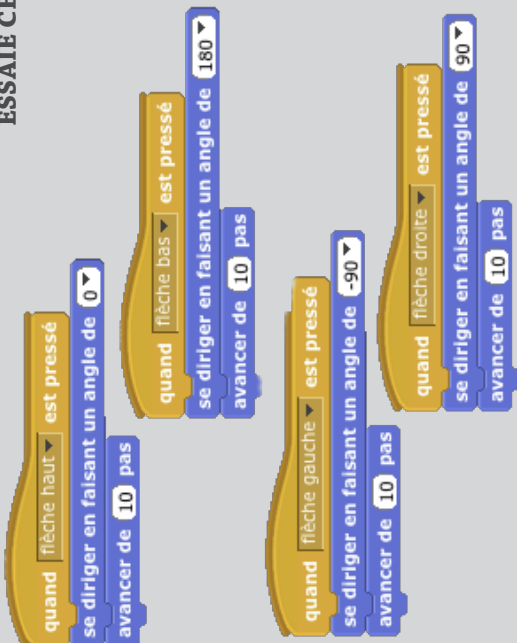 ESSAIE CE
quand flèche haut est pressé
se diriger en faisant un angle de 0
avancer de 10 pas
quand flèche bas est pressé
se diriger en faisant un angle de 180
avancer de 10 pas
quand flèche gauche est pressé
se diriger en faisant un angle de -90
avancer de 10 pas
quand flèche droite est pressé
se diriger en faisant un angle de 90
avancer de 10 pas